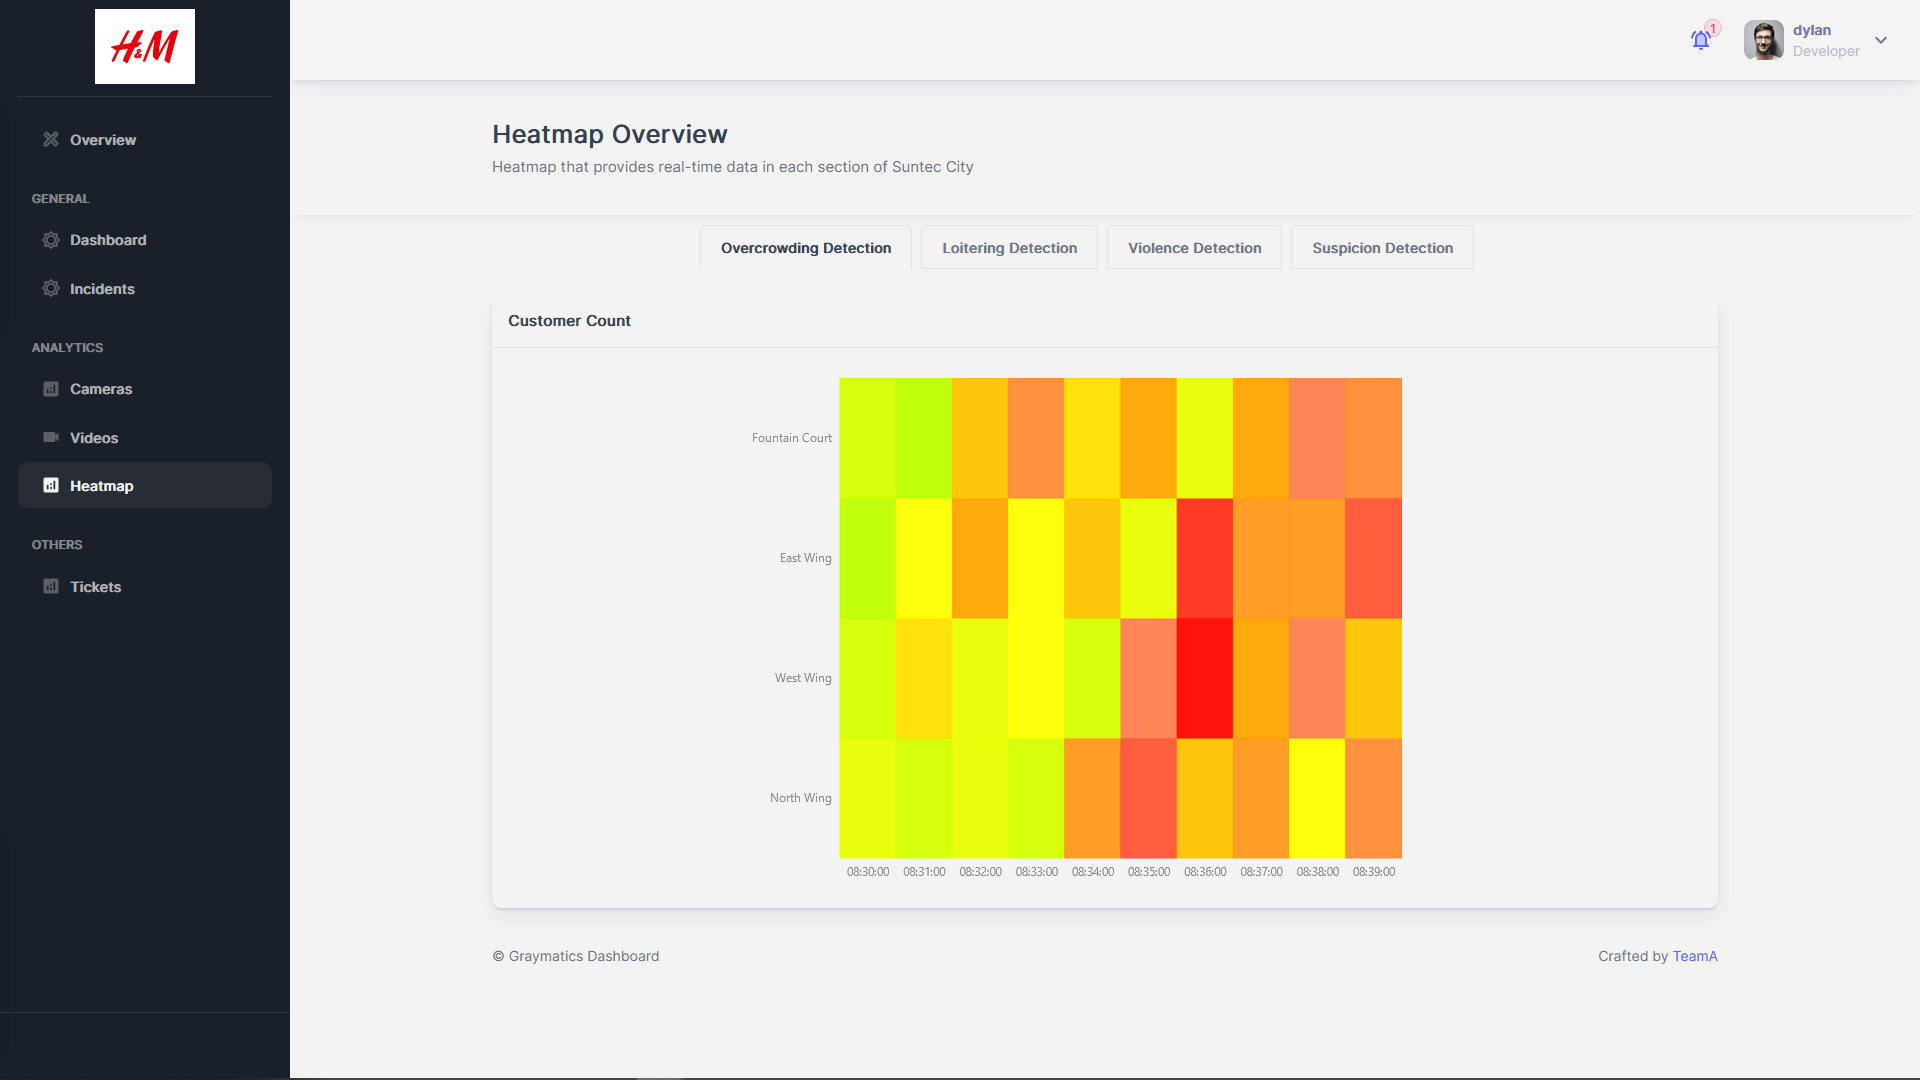 H&M
Overview
GENERAL
Dashboard
Incidents
ANALYTICS
Cameras
Videos
Heatmap
OTHERS
Tickets
1
dylan
Developer
Heatmap Overview
Heatmap that provides real-time data in each section of Suntec City
Overcrowding Detection Loitering Detection Violence Detection Suspicion Detection
Customer Count
Fountain Court
East Wing
West Wing
North Wing
08:30:00 08:31:00 08:32:00 08:33:00 08:34:00 08:35:00 08:36:00 08:37:00 08:38:00 08:39:00
© Graymatics Dashboard
Crafted by TeamA